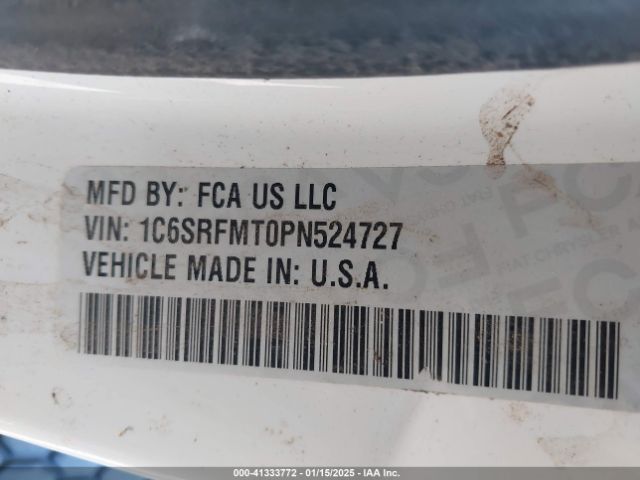 MFD BY: FCA US LLC
VIN: 1C6SRFMT0PN524727
VEHICLE MADE IN: U.S.A.
000-41333772 - 01/15/2025 - IAA Inc.